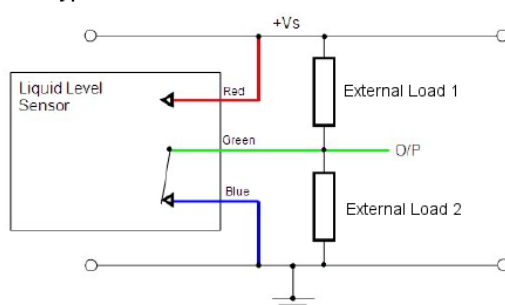 +Vs
Liquid Level
Sensor
Red
External Load 1
Green
O/P
Blue
External Load 2